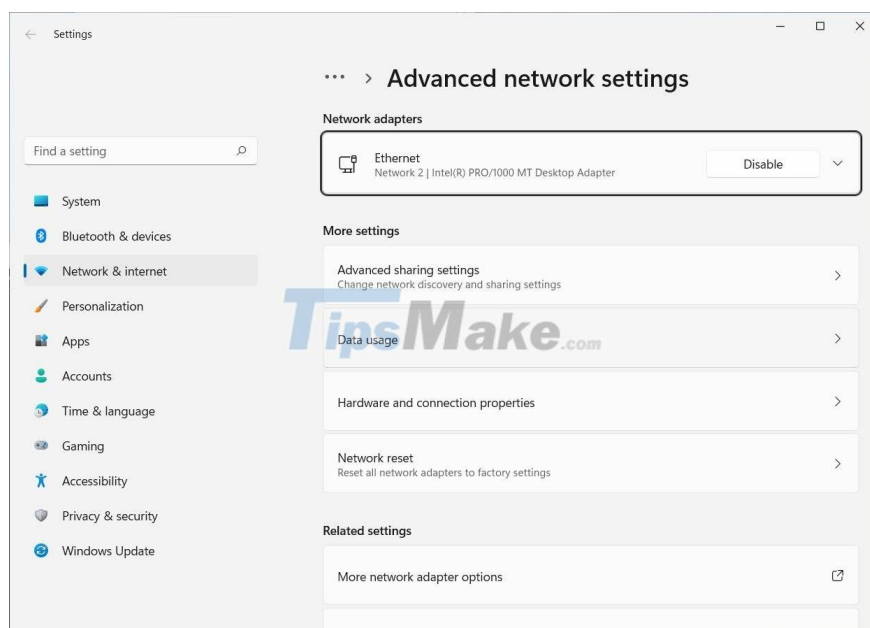 Settings
••• > Advanced network settings
Network adapters
Find a setting
Ethernet
Network 2 | Intel(R) PRO/1000 MT Desktop Adapter
Disable
System
Bluetooth & devices
Network & internet
Personalization
Apps
Accounts
Time & language
Gaming
Accessibility
Privacy & security
Windows Update
More settings
Advanced sharing settings
Change network discovery and sharing settings
TipsMake.com
Data usage
Hardware and connection properties
Network reset
Reset all network adapters to factory settings
Related settings
More network adapter options